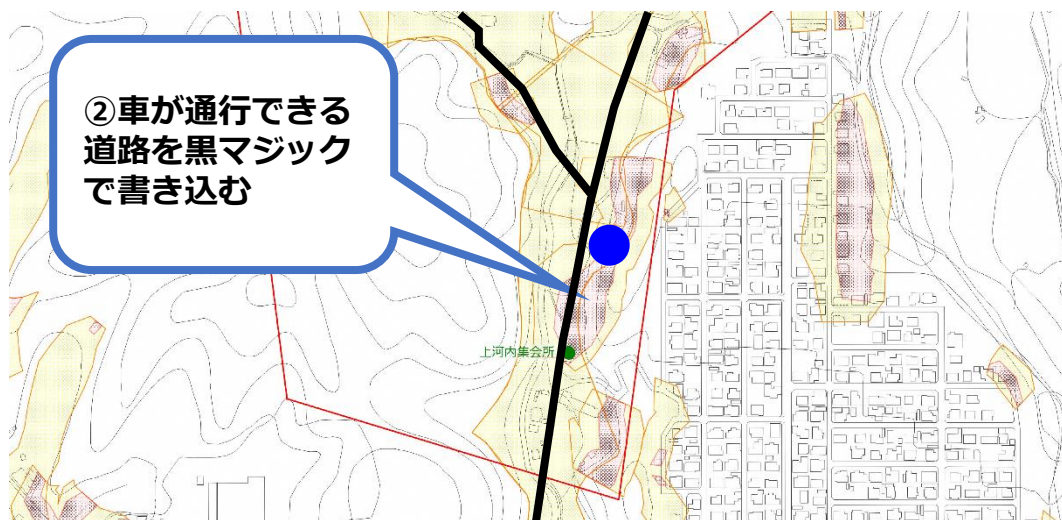 ②車が通行できる
道路を黒マジック
で書き込む
上河内集会所